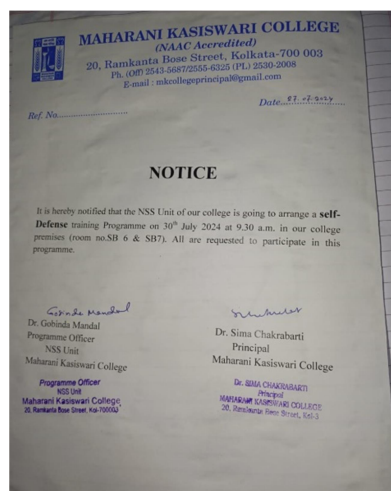 MAHARANI KASISWARI COLLEGE
(NAAC Accredited)
20, Ramkanta Bose Street, Kolkata-700 003
Ph. (Off) 2543-5687/2555-6325 (PL) 2530-2008
E-mail : mkcollegeprincipal@gmail.com
Ref. No.
Date 07.07.2024
NOTICE
It is hereby notified that the NSS Unit of our college is going to arrange a self-
Defense training Programme on 30th July 2024 at 9.30 a.m. in our college
premises (room no.SB 6 & SB7). All are requested to participate in this
programme.
Gobinda Mandal
Dr. Gobinda Mandal
Programme Officer
NSS Unit
Maharani Kasiswari College
Programme Officer
NSS Unit
Maharani Kasiswari College
20, Ramkanta Bose Street, Kol-700003
Dr. Sima Chakrabarti
Principal
Maharani Kasiswari College
Dr. SIMA CHAKRABARTI
Principal
MAHARANI KASISWARI COLLEGE
20, Ramkanta Bose Street, Kol-3